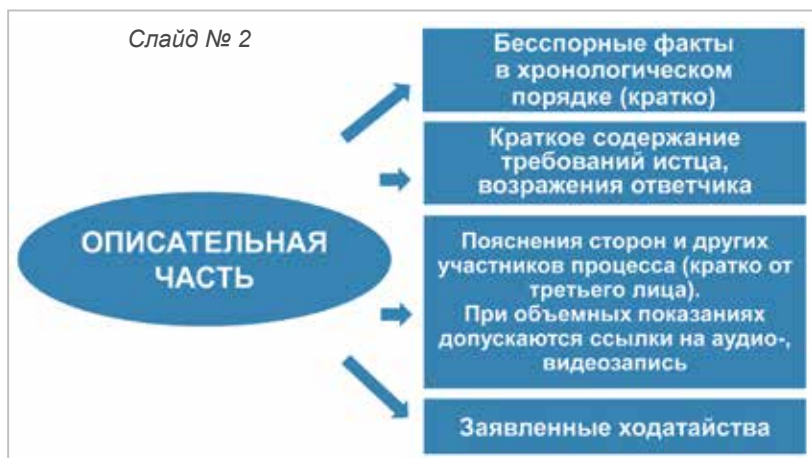 Слайд № 2
ОПИСАТЕЛЬНАЯ
ЧАСТЬ
Бесспорные факты
в хронологическом
порядке (кратко)
Краткое содержание
требований истца,
возражения ответчика
Пояснения сторон и других
участников процесса (кратко от
третьего лица).
При объемных показаниях
допускаются ссылки на аудио-,
видеозапись
Заявленные ходатайства